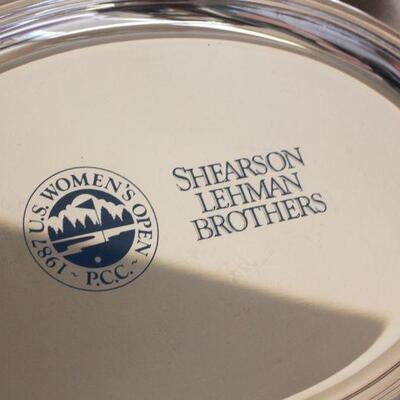 U.S. WOMEN'S OPEN
1987 ~ P.C.C. ~
SHEARSON
LEHMAN
BROTHERS